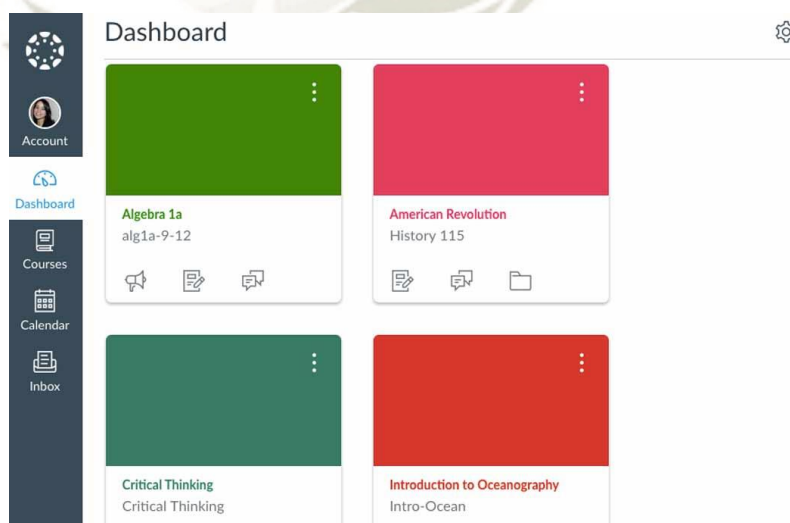 Dashboard
Account
Dashboard
Courses
Calendar
Inbox
Algebra 1a
alg1a-9-12
American Revolution
History 115
Critical Thinking
Critical Thinking
Introduction to Oceanography
Intro-Ocean